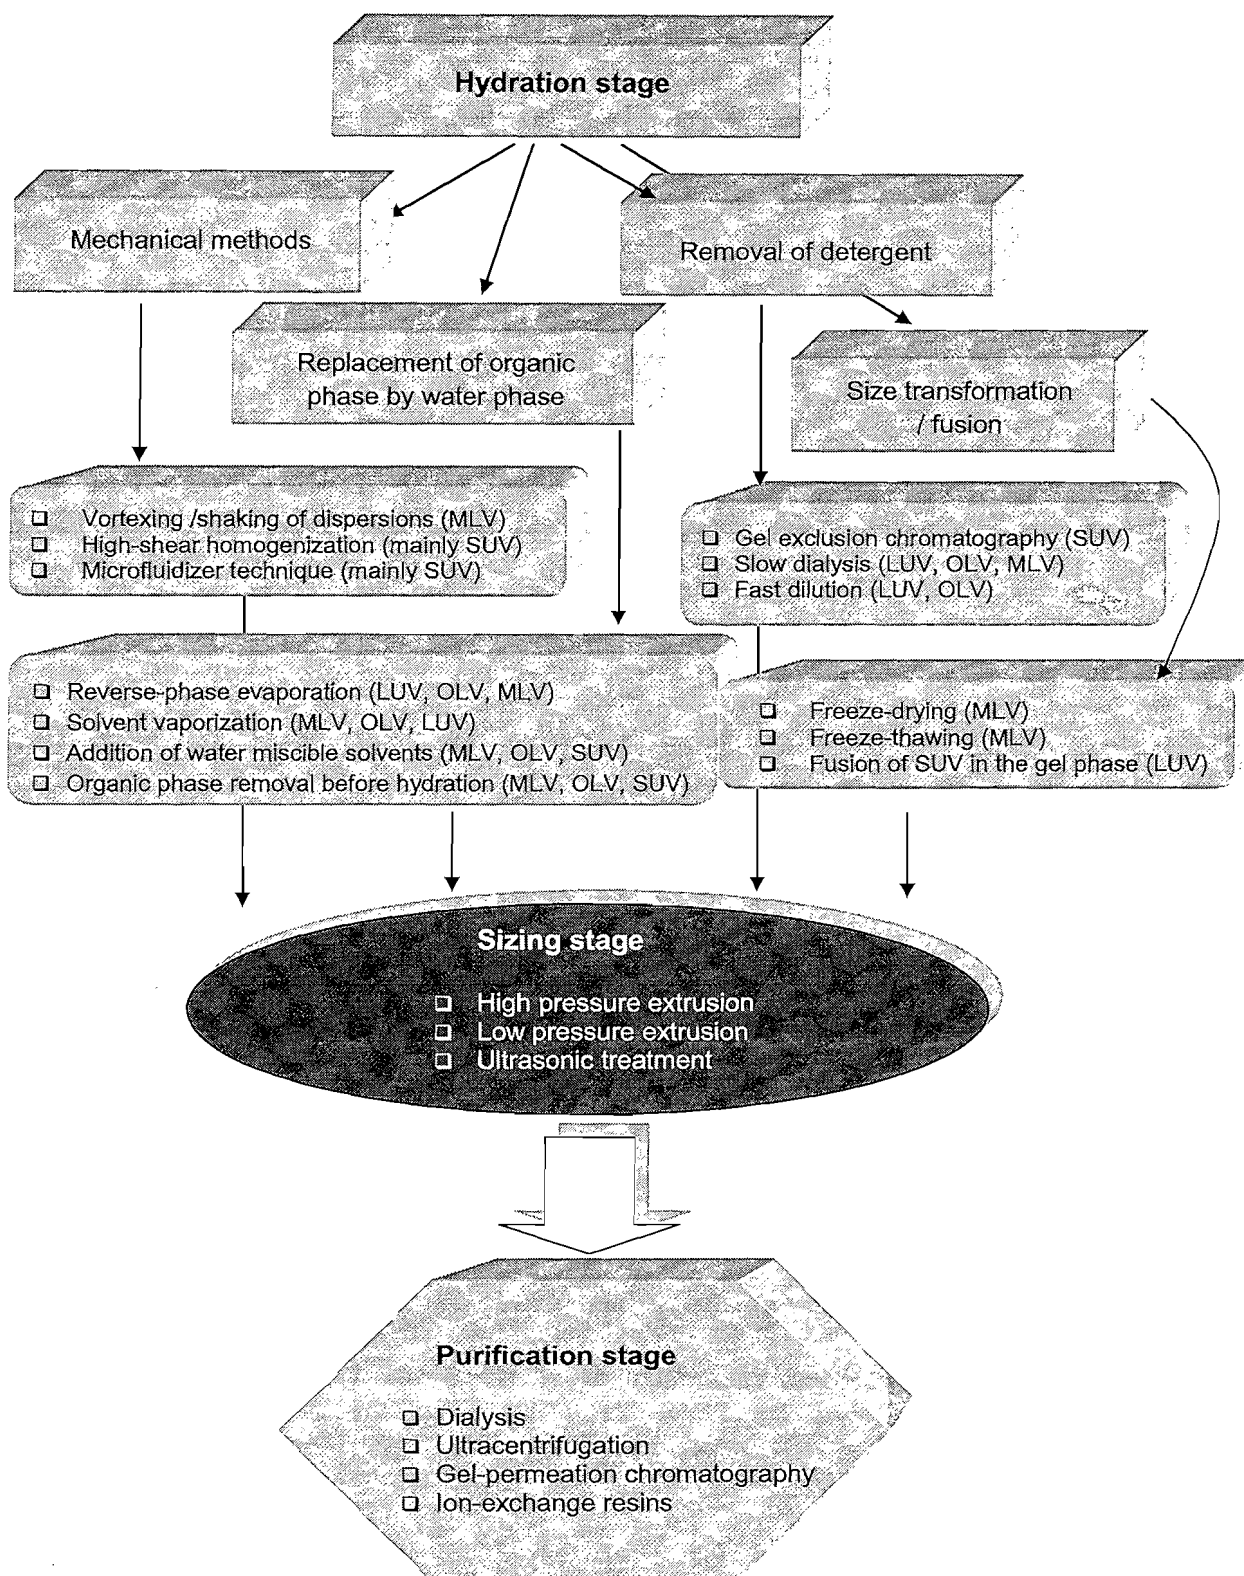 Hydration stage
Mechanical methods
Removal of detergent
Replacement of organic
phase by water phase
Size transformation
/ fusion
❑ Vortexing /shaking of dispersions (MLV)
❑ High-shear homogenization (mainly SUV)
❑ Microfluidizer technique (mainly SUV)
❑ Gel exclusion chromatography (SUV)
❑ Slow dialysis (LUV, OLV, MLV)
❑ Fast dilution (LUV, OLV)
❑ Reverse-phase evaporation (LUV, OLV, MLV)
❑ Solvent vaporization (MLV, OLV, LUV)
❑ Addition of water miscible solvents (MLV, OLV, SUV)
❑ Organic phase removal before hydration (MLV, OLV, SUV)
❑ Freeze-drying (MLV)
❑ Freeze-thawing (MLV)
❑ Fusion of SUV in the gel phase (LUV)
Sizing stage
❑ High pressure extrusion
❑ Low pressure extrusion
❑ Ultrasonic treatment
Purification stage
❑ Dialysis
❑ Ultracentrifugation
❑ Gel-permeation chromatography
❑ Ion-exchange resins